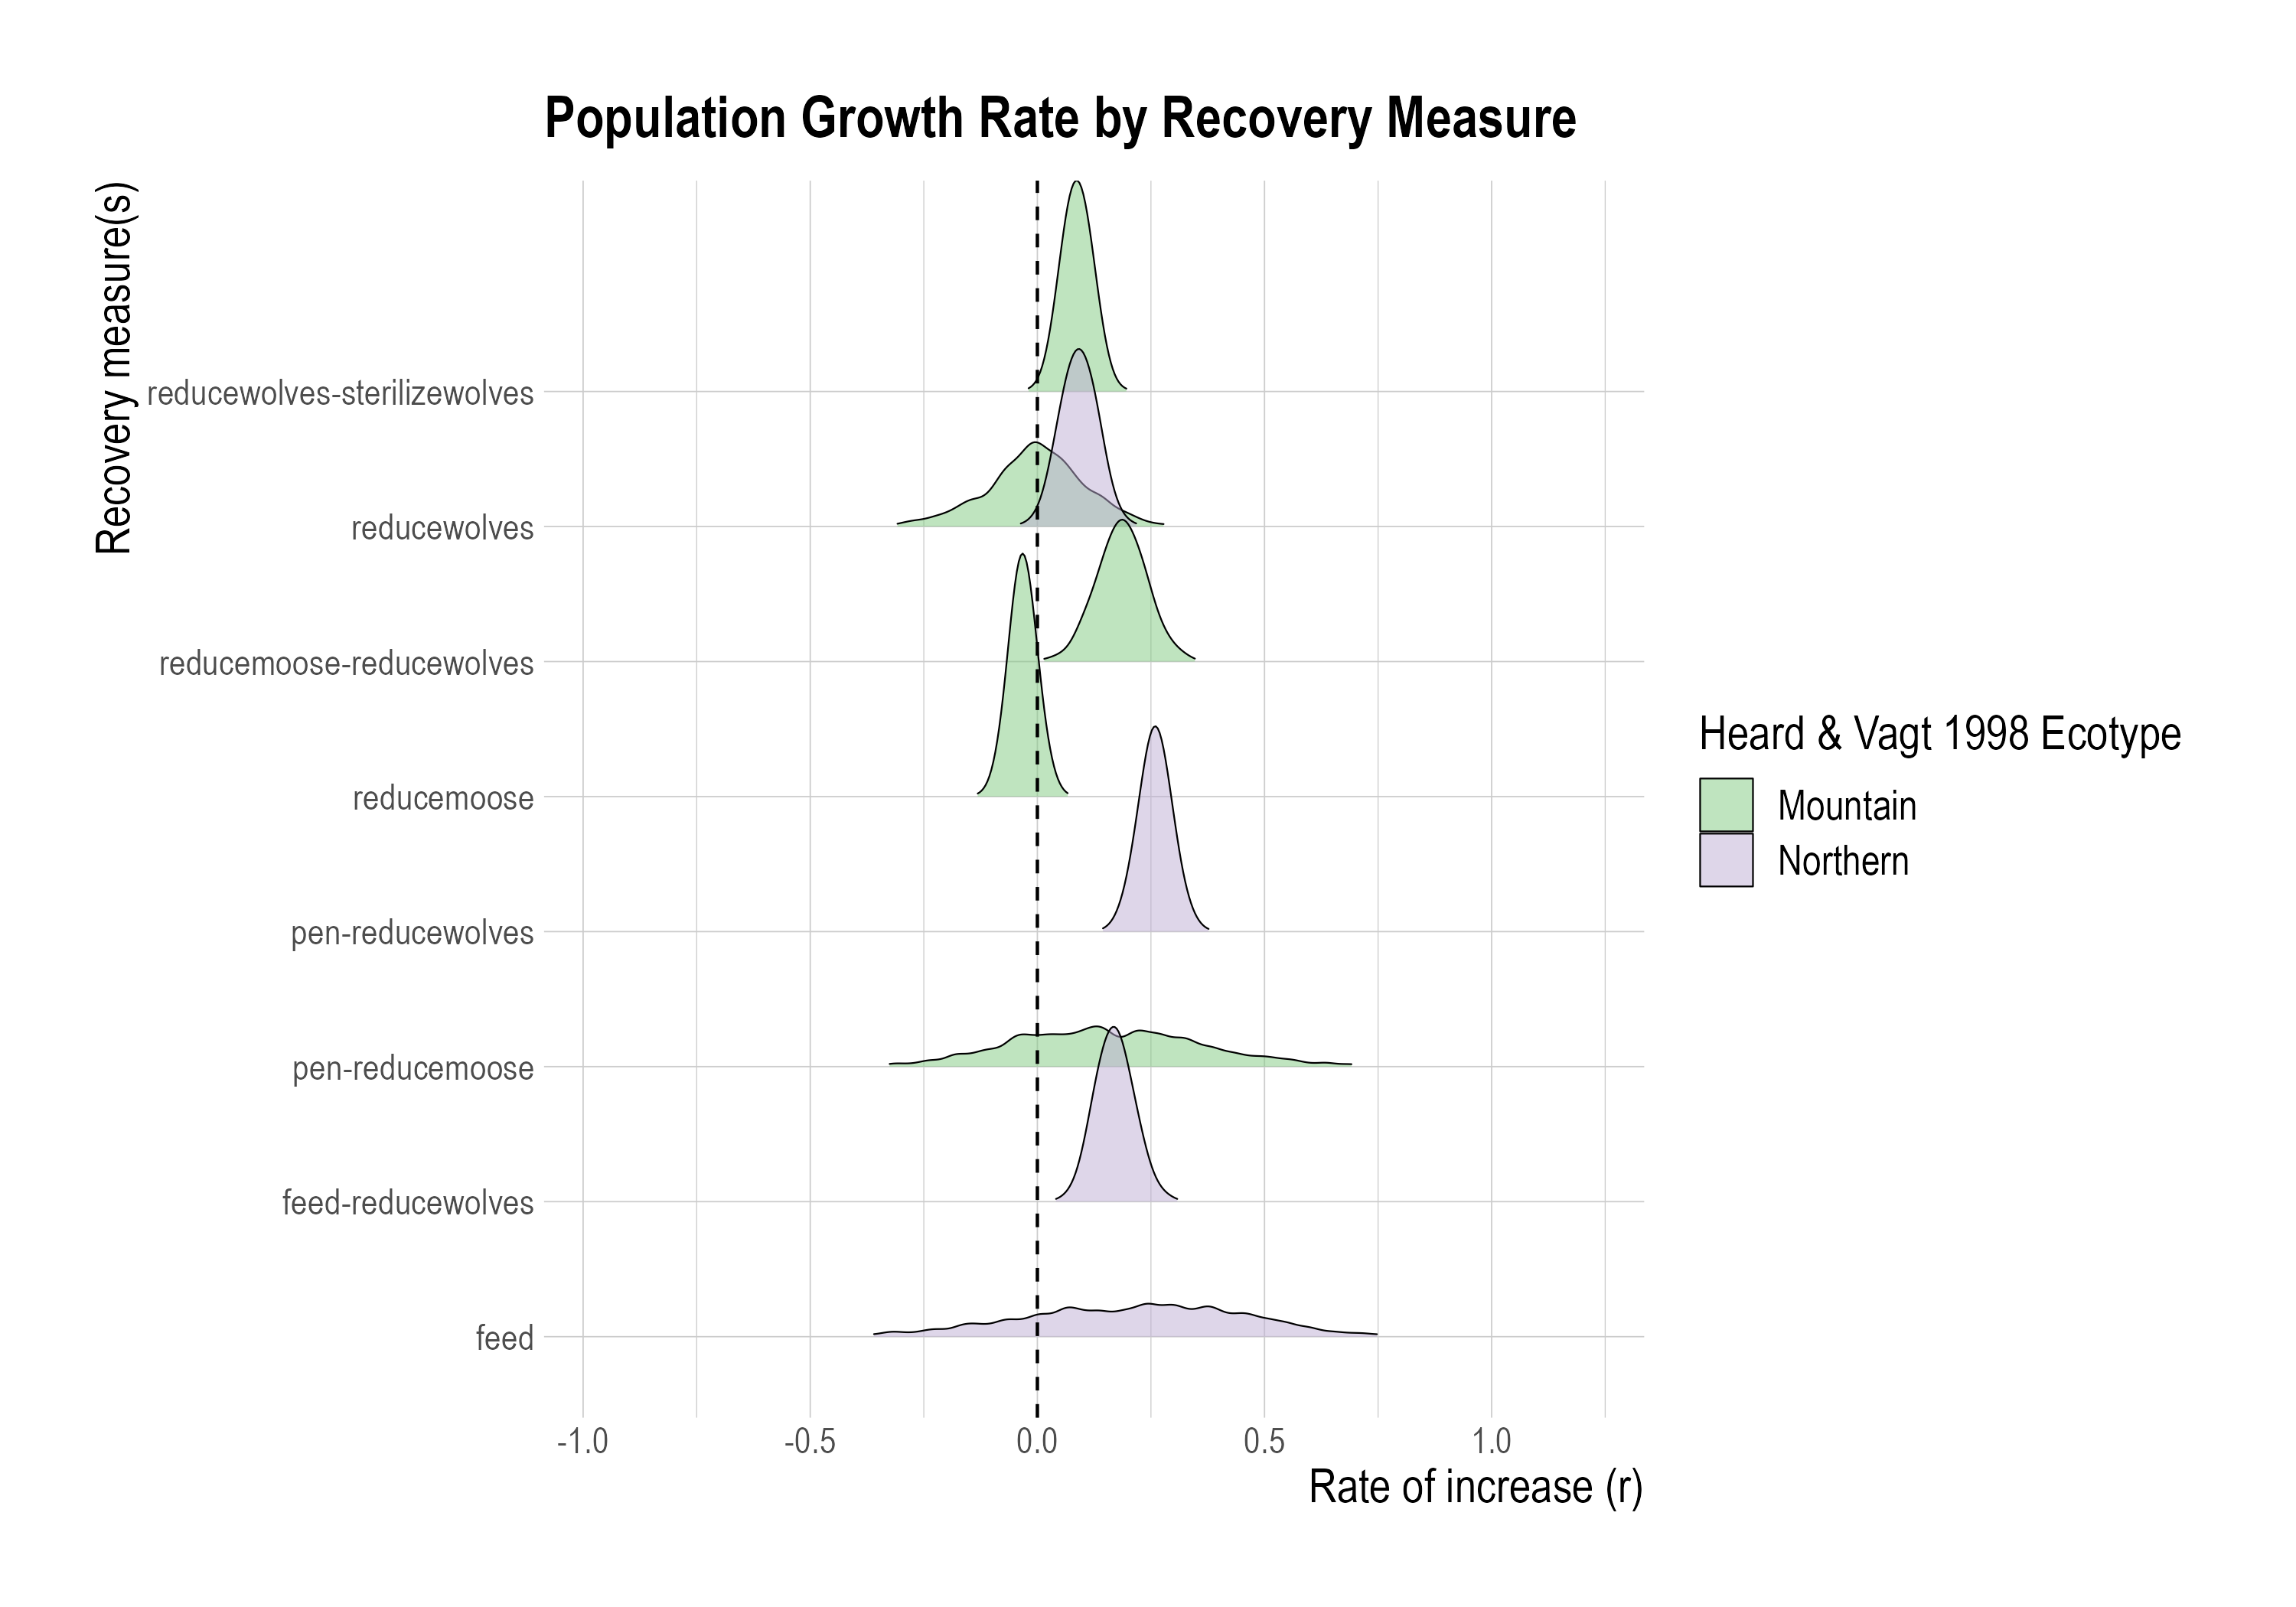 Population Growth Rate by Recovery Measure
Recovery measure(s)
reducewolves-sterilizewolves
reducewolves
reducemoose-reducewolves
reducemoose
pen-reducewolves
pen-reducemoose
feed-reducewolves
feed
-1.0 -0.5 0.0 0.5 1.0
Rate of increase (r)
Heard & Vagt 1998 Ecotype
Mountain
Northern